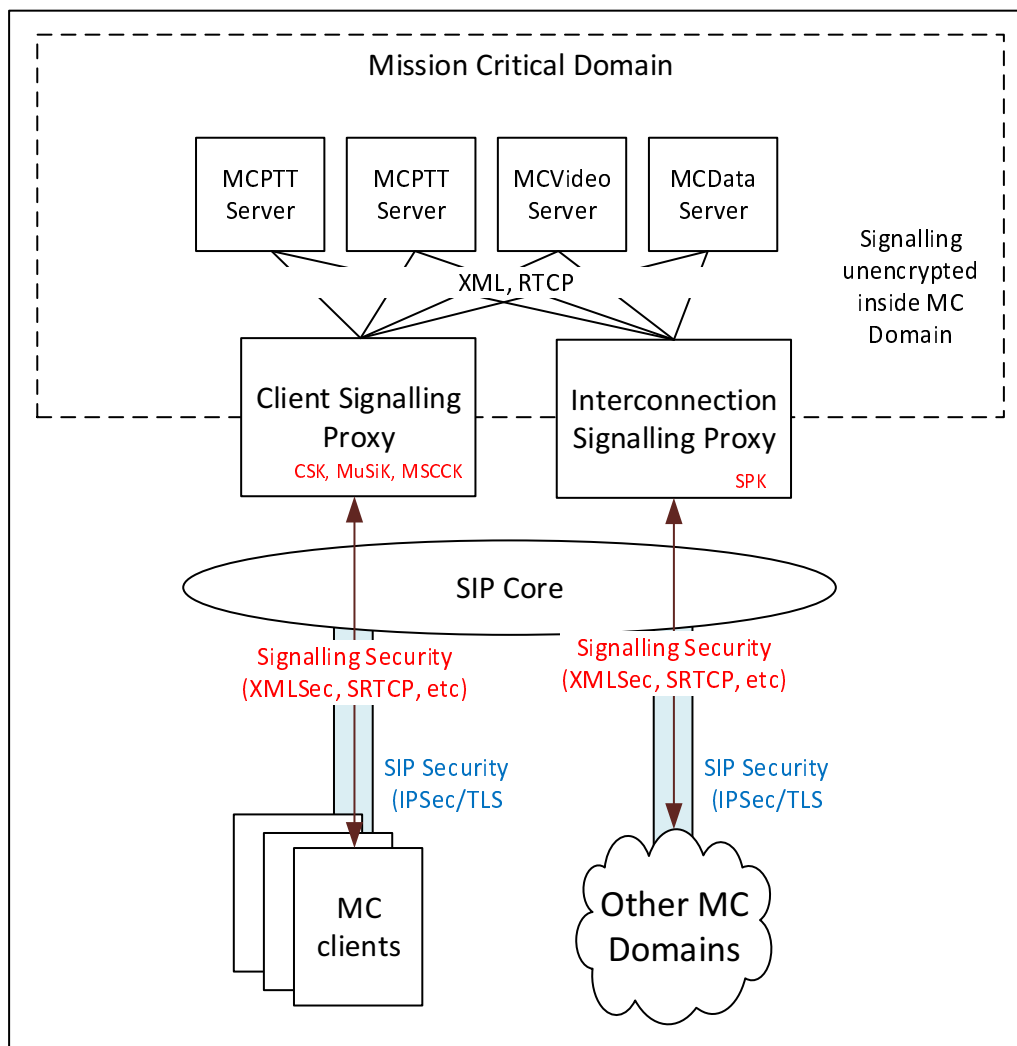 Mission Critical Domain
MCPTT
Server
MCPTT
Server
MCVideo
Server
MCData
Server
Signalling
unencrypted
inside MC
Domain
XML, RTCP
Client Signalling
Proxy
CSK, MuSiK, MSCCK
Interconnection
Signalling Proxy
SPK
SIP Core
Signalling Security
(XMLSec, SRTCP, etc)
Signalling Security
(XMLSec, SRTCP, etc)
SIP Security
(IPSec/TLS
SIP Security
(IPSec/TLS
MC
clients
Other MC
Domains